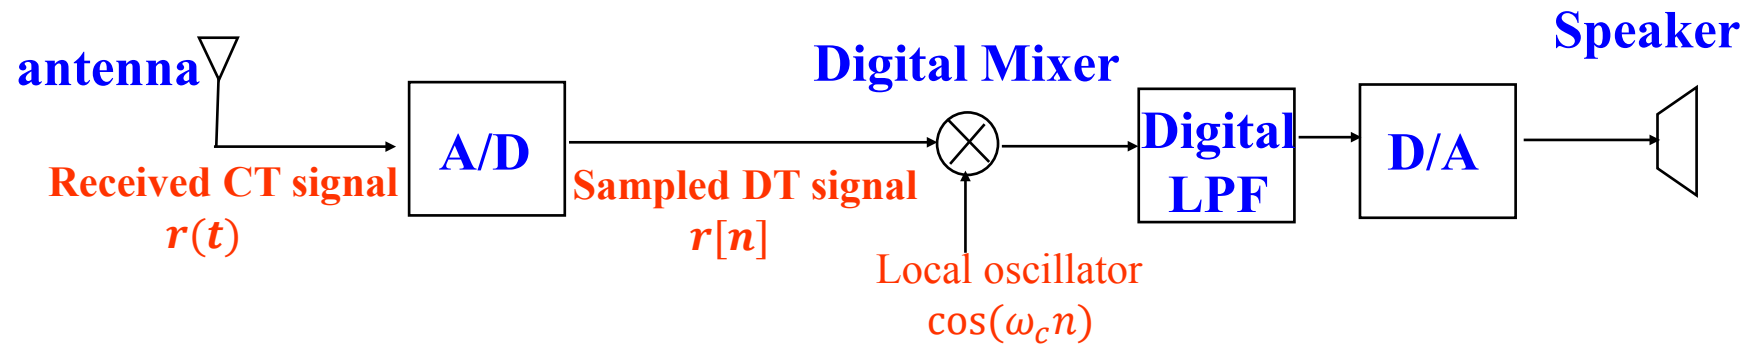 antenna
A/D
Received CT signal
r(t)
Sampled DT signal
r[n]
Digital Mixer
Local oscillator
cos(ω_c n)
Digital
LPF
D/A
Speaker